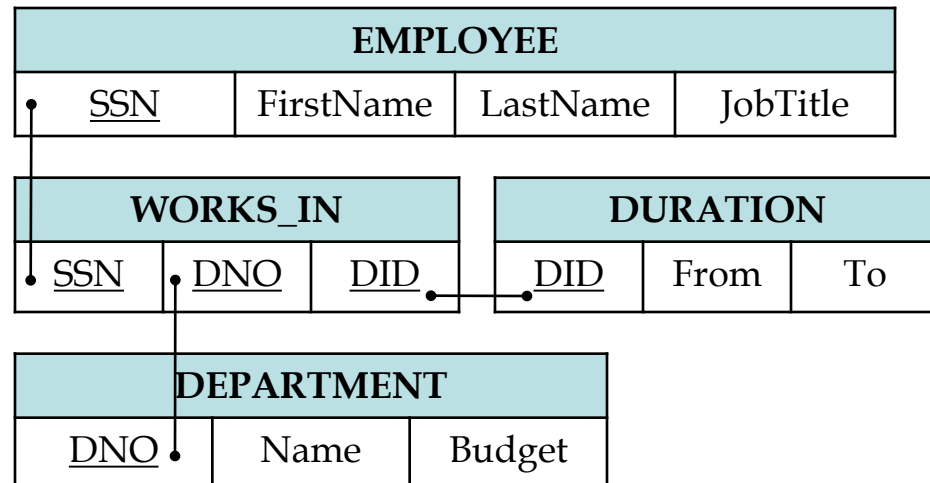 EMPLOYEE
SSN FirstName LastName JobTitle
WORKS_IN DURATION
SSN DNO DID DID From To
DEPARTMENT
DNO Name Budget